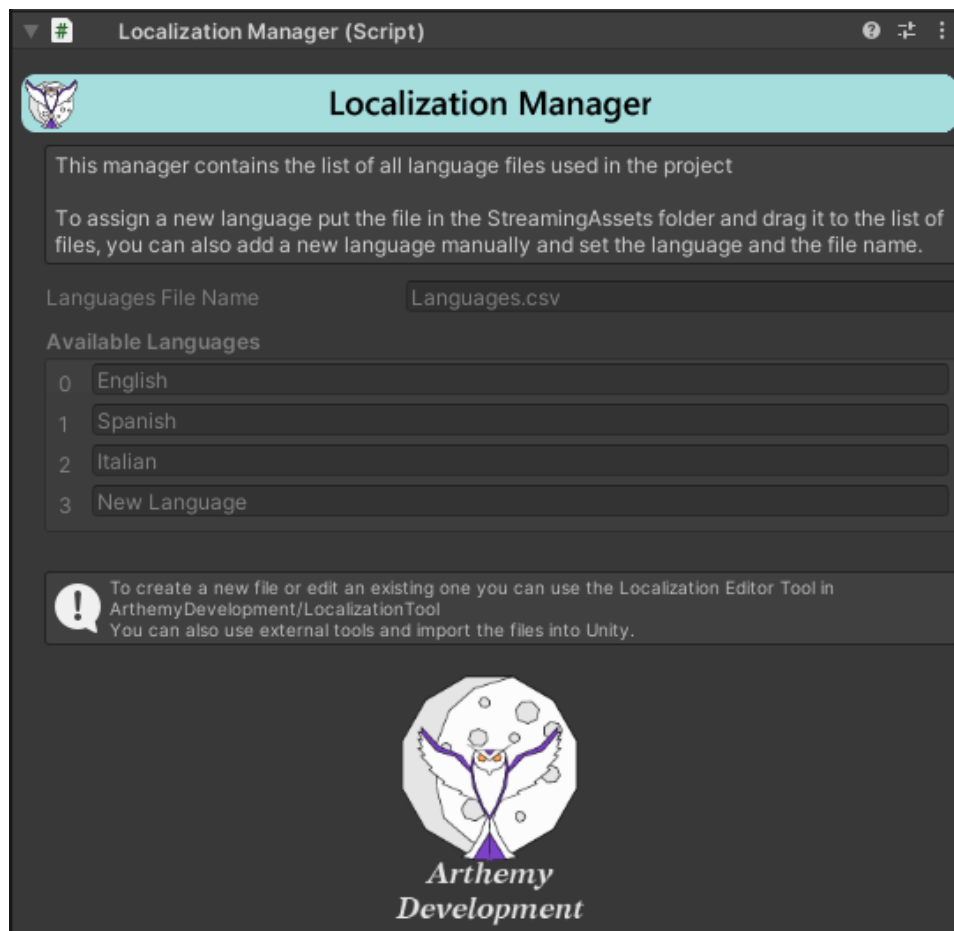 Localization Manager (Script)
Localization Manager
This manager contains the list of all language files used in the project
To assign a new language put the file in the StreamingAssets folder and drag it to the list of
files, you can also add a new language manually and set the language and the file name.
Languages File Name Languages.csv
Available Languages
0 English
1 Spanish
2 Italian
3 New Language
To create a new file or edit an existing one you can use the Localization Editor Tool in
ArthemyDevelopment/LocalizationTool
You can also use external tools and import the files into Unity.
Arthemy
Development